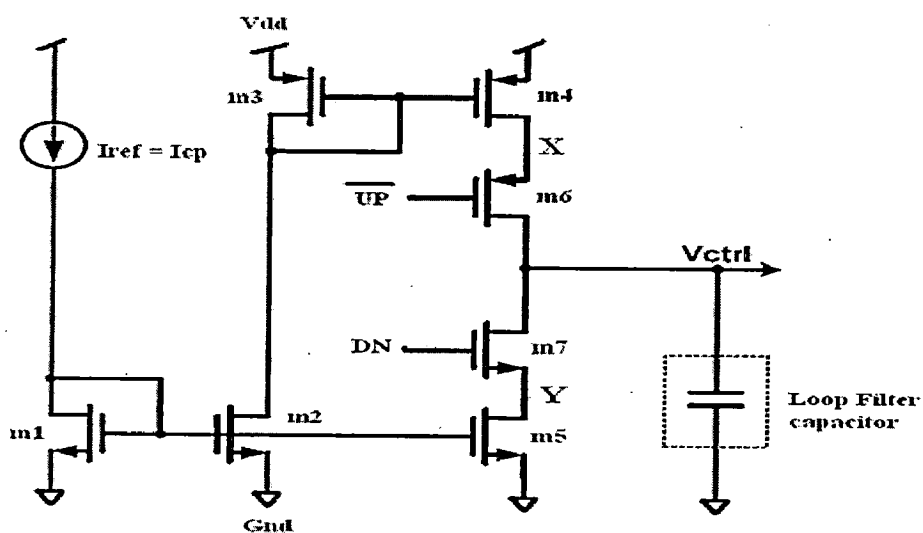 Vdd
m3
m4
Iref = Icp
X
UP
m6
Vctrl
DN
m7
Y
m1
m2
m5
Loop Filter
capacitor
Gnd